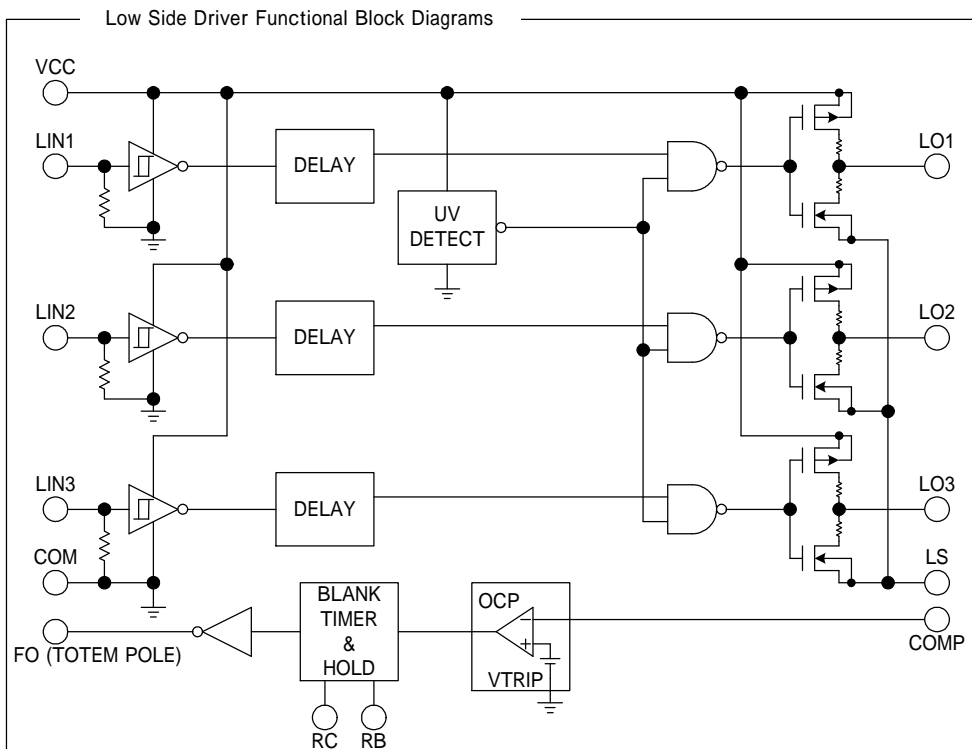 Low Side Driver Functional Block Diagrams
VCC
LIN1
DELAY
LO1
UV
DETECT
LIN2
DELAY
LO2
LIN3
DELAY
LO3
COM
LS
BLANK
TIMER
&
HOLD
OCP
−
+
VTRIP
COMP
FO (TOTEM POLE)
RC
RB